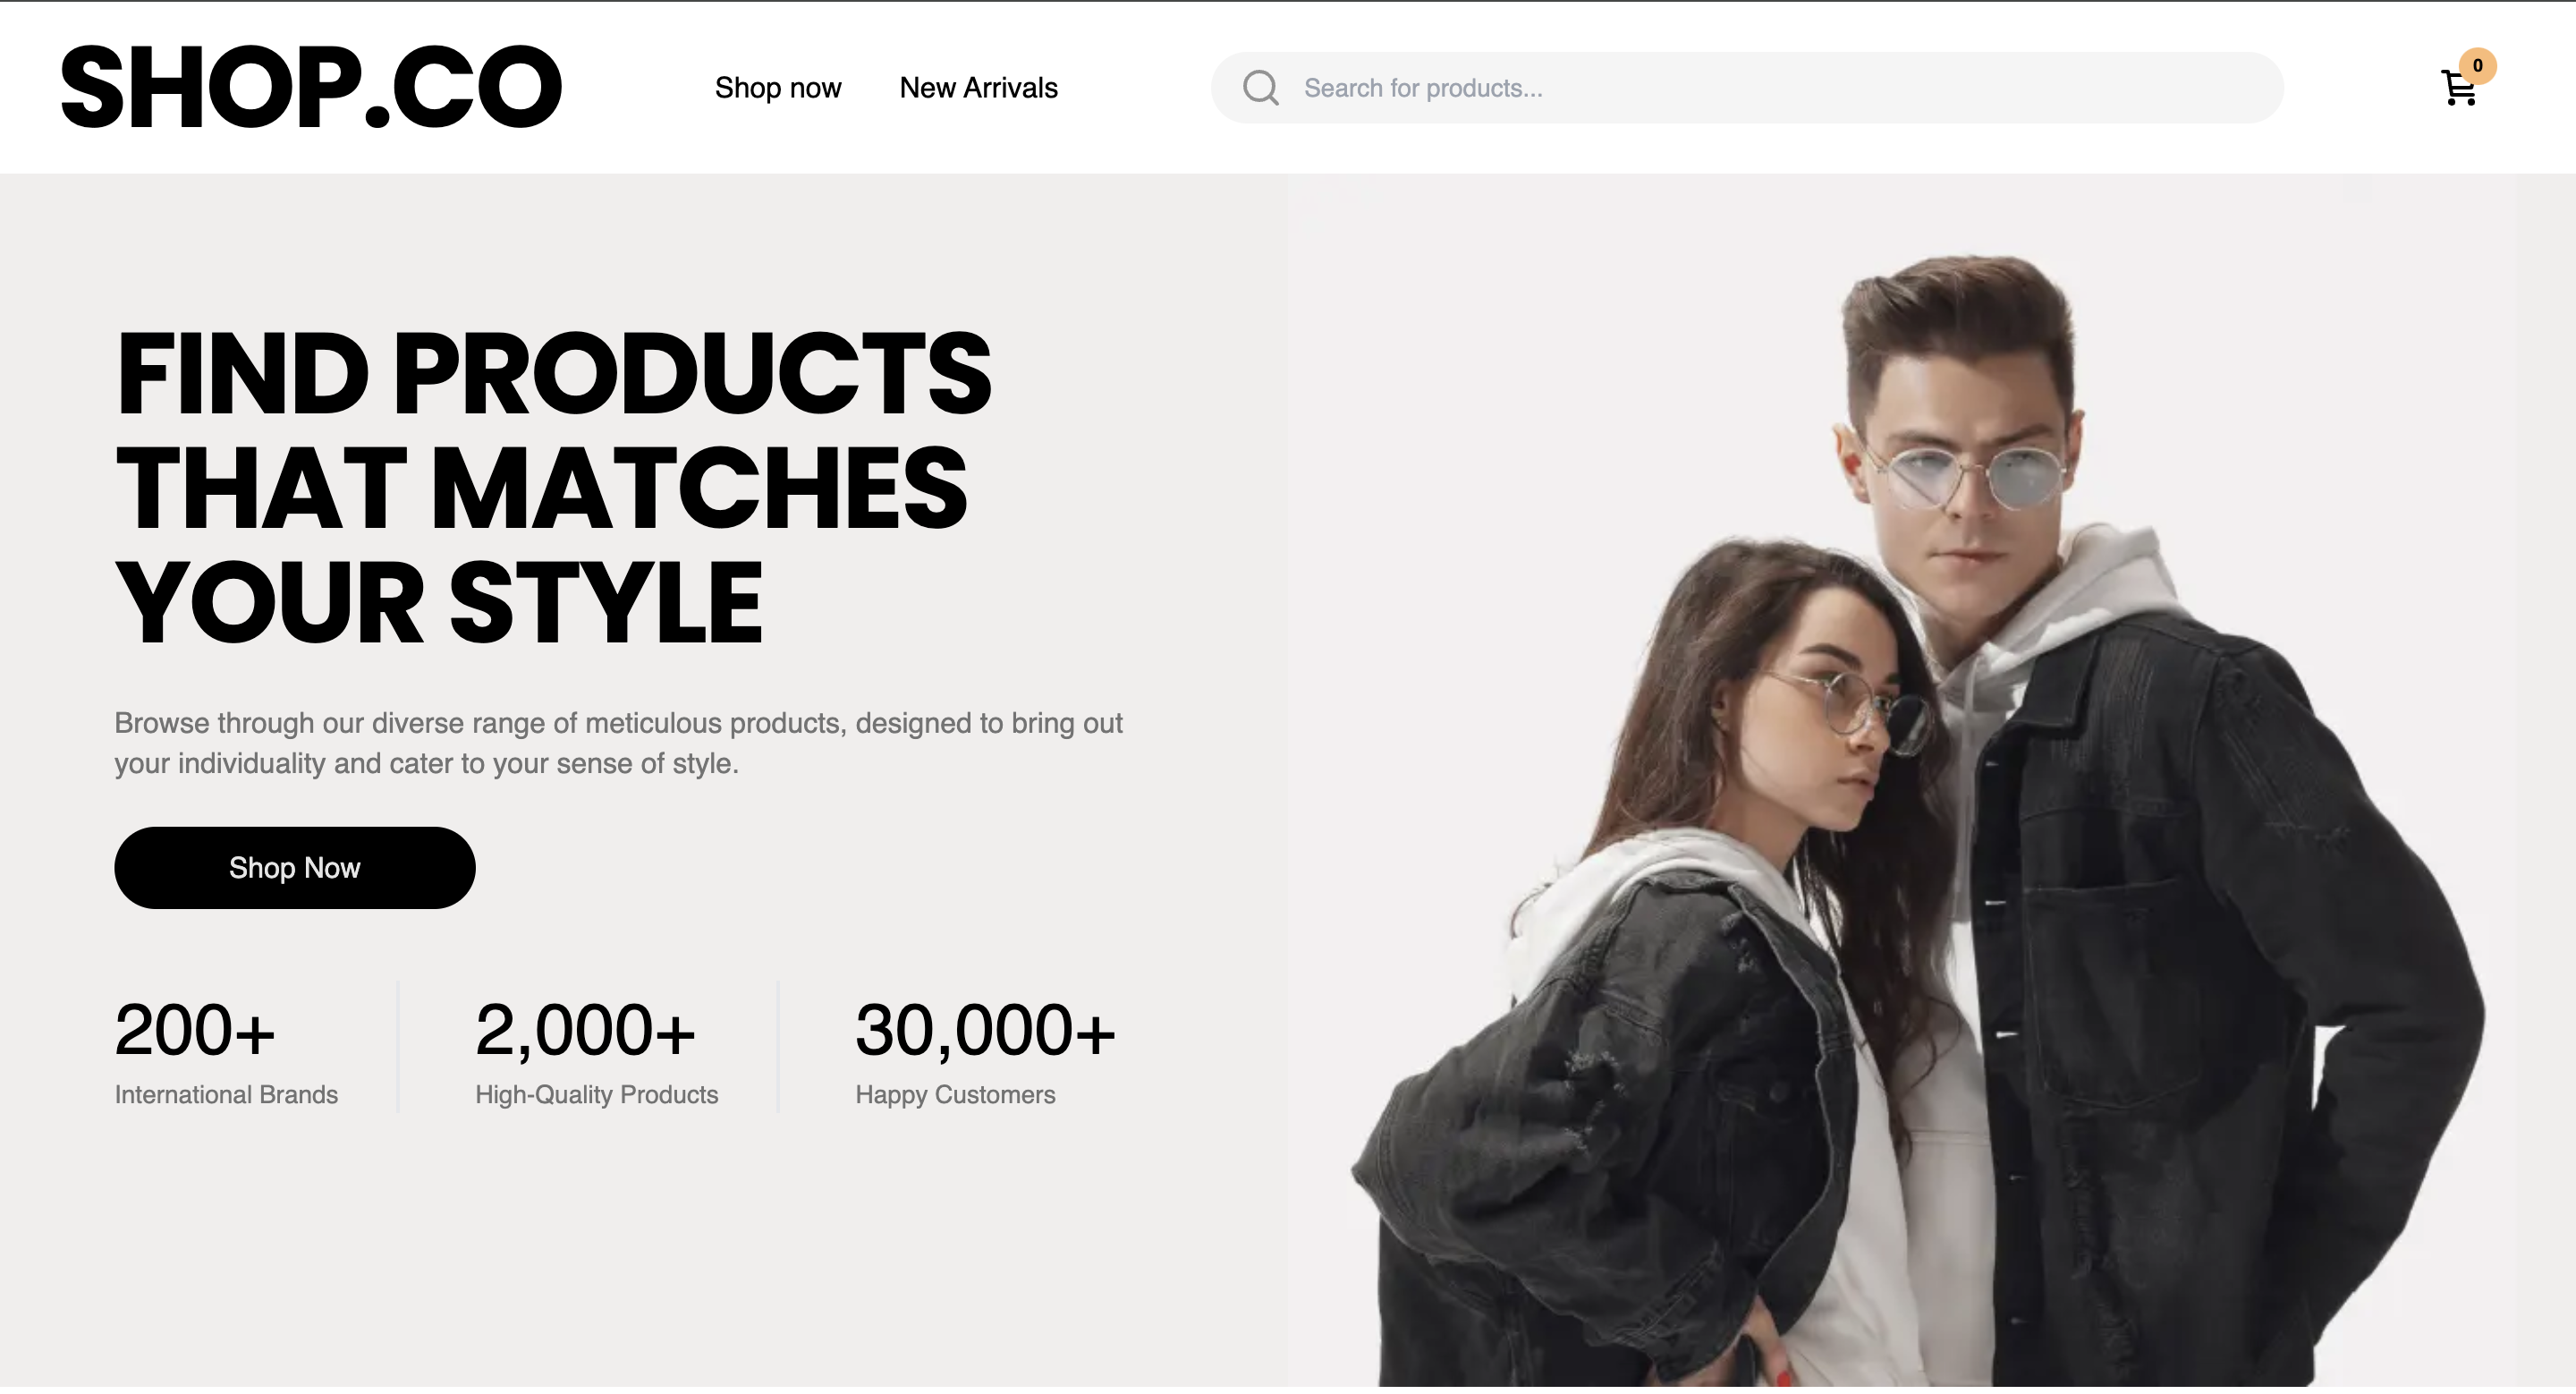 SHOP.CO
Shop now
New Arrivals
Search for products...
0
FIND PRODUCTS
THAT MATCHES
YOUR STYLE
Browse through our diverse range of meticulous products, designed to bring out
your individuality and cater to your sense of style.
Shop Now
200+
International Brands
2,000+
High-Quality Products
30,000+
Happy Customers